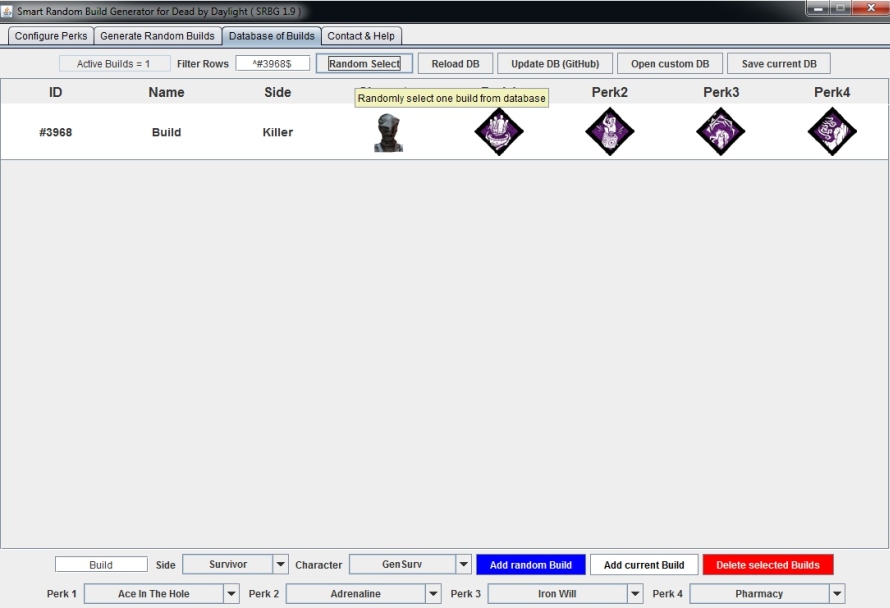 Smart Random Build Generator for Dead by Daylight ( SRBG 1.9 )
Configure Perks Generate Random Builds Database of Builds Contact & Help
Active Builds = 1 Filter Rows ^#3968$ Random Select Reload DB Update DB (GitHub) Open custom DB Save current DB
ID Name Side Perk2 Perk3 Perk4
Randomly select one build from database
#3968 Build Killer
Build Side Survivor Character GenSurv Add random Build Add current Build Delete selected Builds
Perk 1 Ace In The Hole Perk 2 Adrenaline Perk 3 Iron Will Perk 4 Pharmacy